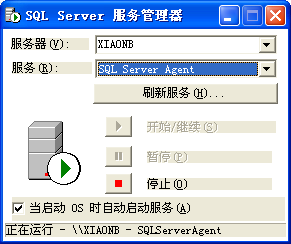 SQL Server 服务管理器
服务器(V): XIAONB
服务(R): SQL Server Agent
刷新服务(H)...
开始/继续(S)
暂停(P)
停止(O)
当启动 OS 时自动启动服务(A)
正在运行 - \\XIAONB - SQLServerAgent